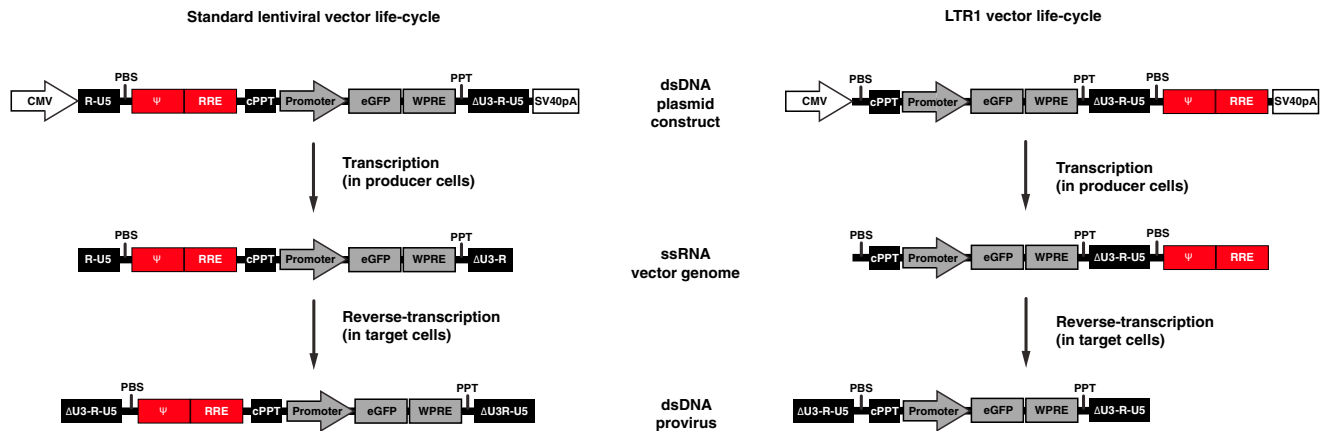 Standard lentiviral vector life-cycle
LTR1 vector life-cycle
PBS
PPT
CMV
R-U5
Ψ
RRE
cPPT
Promoter
eGFP
WPRE
ΔU3-R-U5
SV40pA
dsDNA
plasmid
construct
PBS
PPT
PBS
CMV
cPPT
Promoter
eGFP
WPRE
ΔU3-R-U5
Ψ
RRE
SV40pA
Transcription
(in producer cells)
Transcription
(in producer cells)
PBS
PPT
R-U5
Ψ
RRE
cPPT
Promoter
eGFP
WPRE
ΔU3-R
ssRNA
vector genome
PBS
PPT
PBS
cPPT
Promoter
eGFP
WPRE
ΔU3-R-U5
Ψ
RRE
Reverse-transcription
(in target cells)
Reverse-transcription
(in target cells)
PBS
PPT
ΔU3-R-U5
Ψ
RRE
cPPT
Promoter
eGFP
WPRE
ΔU3R-U5
dsDNA
provirus
PBS
PPT
ΔU3-R-U5
cPPT
Promoter
eGFP
WPRE
ΔU3-R-U5